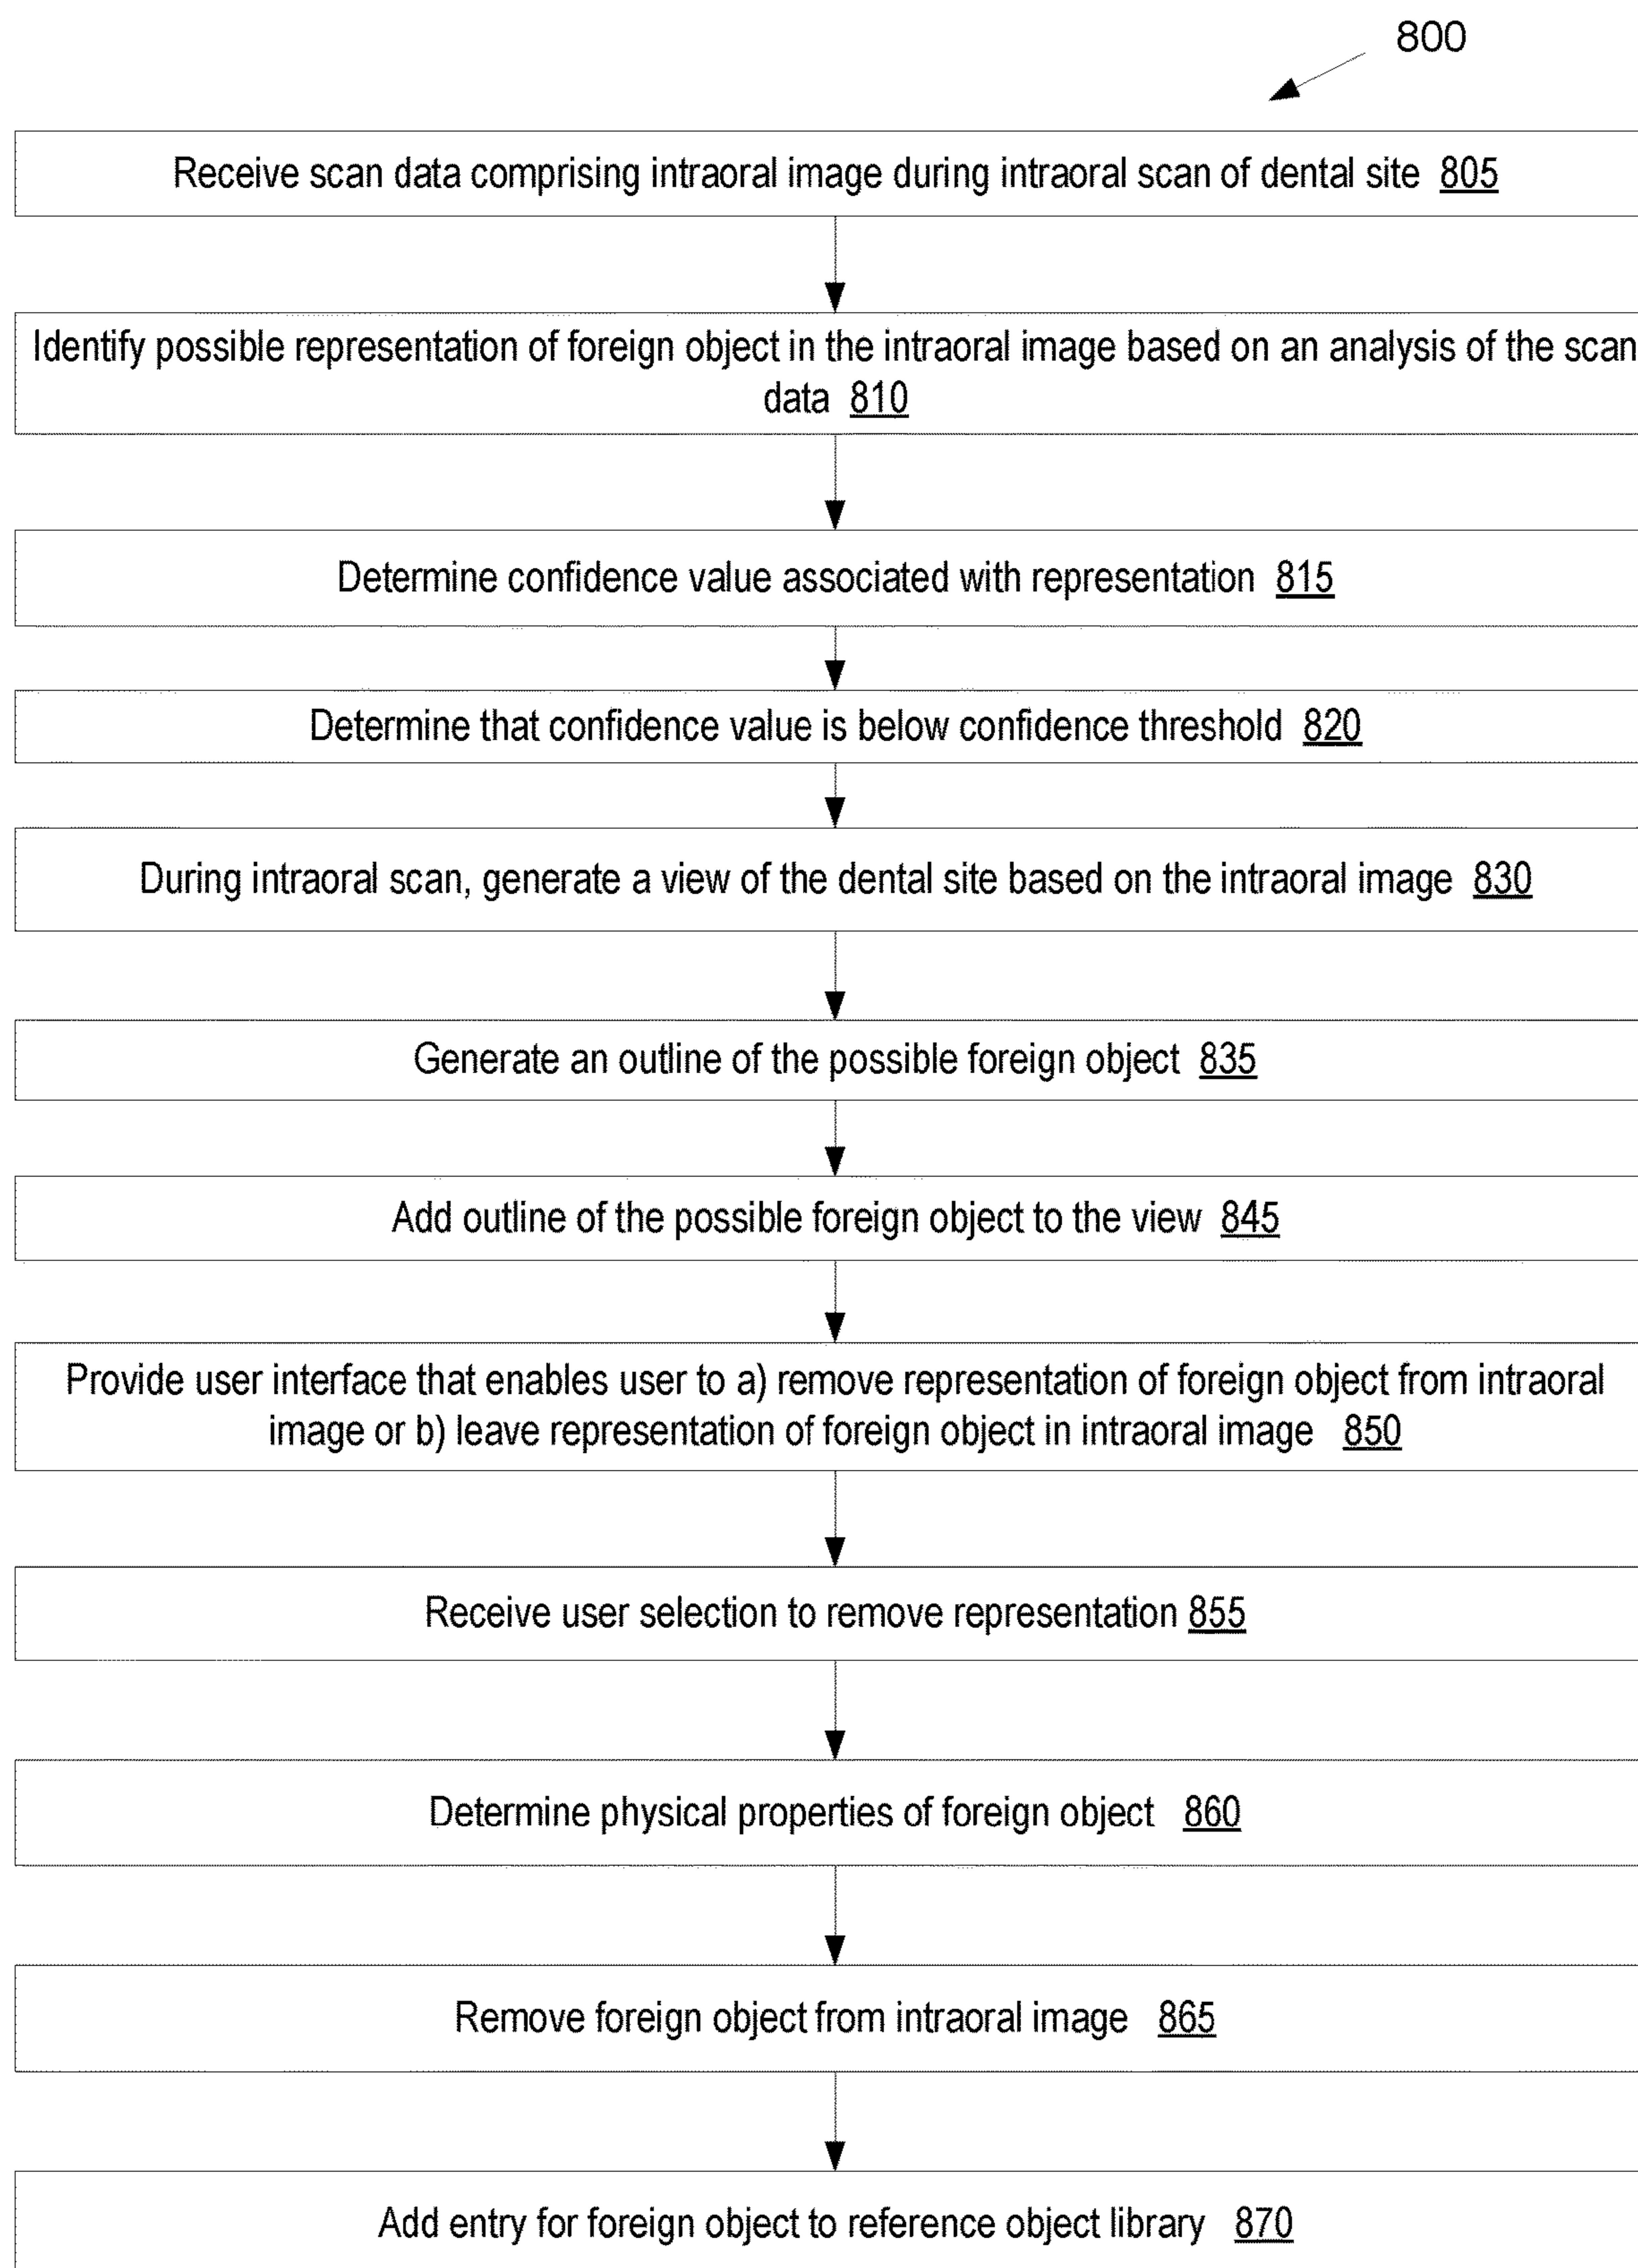 800
Receive scan data comprising intraoral image during intraoral scan of dental site 805
Identify possible representation of foreign object in the intraoral image based on an analysis of the scan
data 810
Determine confidence value associated with representation 815
Determine that confidence value is below confidence threshold 820
During intraoral scan, generate a view of the dental site based on the intraoral image 830
Generate an outline of the possible foreign object 835
Add outline of the possible foreign object to the view 845
Provide user interface that enables user to a) remove representation of foreign object from intraoral
image or b) leave representation of foreign object in intraoral image 850
Receive user selection to remove representation 855
Determine physical properties of foreign object 860
Remove foreign object from intraoral image 865
Add entry for foreign object to reference object library 870